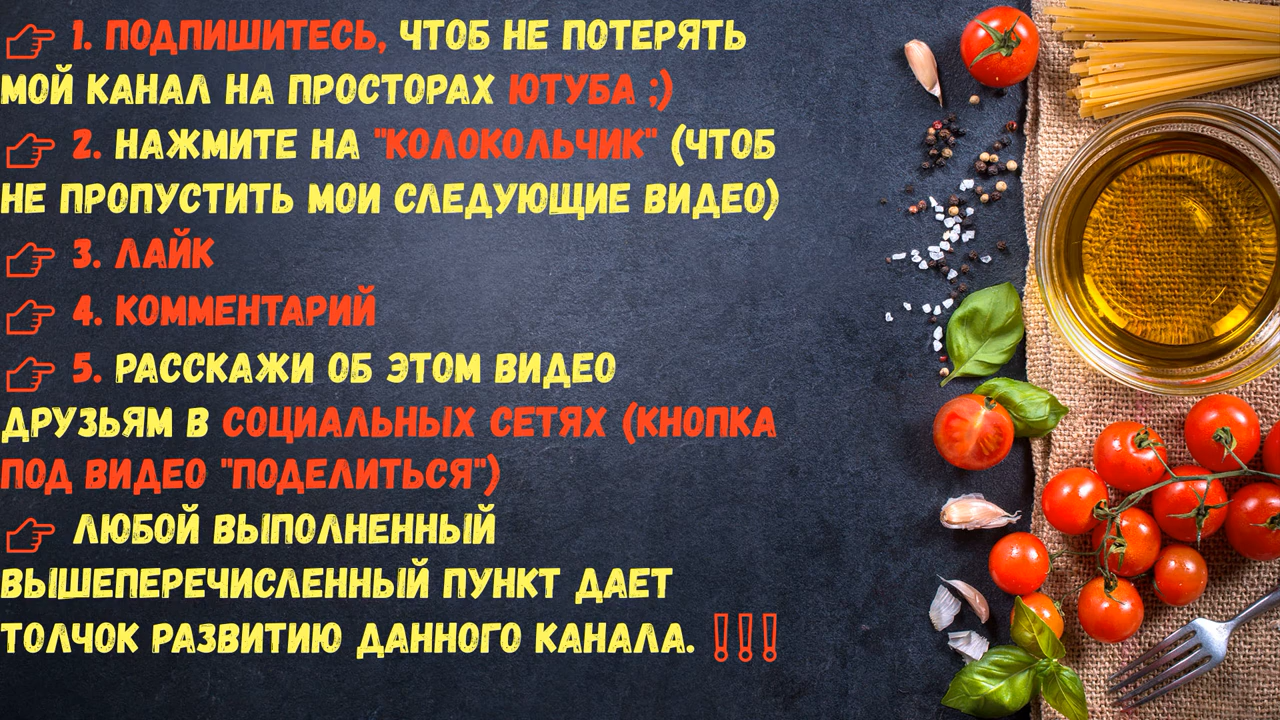 👉 1. ПОДПИШИТЕСЬ, ЧТОБ НЕ ПОТЕРЯТЬ
МОЙ КАНАЛ НА ПРОСТОРАХ ЮТУБА ;)
👉 2. НАЖМИТЕ НА "КОЛОКОЛЬЧИК" (ЧТОБ
НЕ ПРОПУСТИТЬ МОИ СЛЕДУЮЩИЕ ВИДЕО)
👉 3. ЛАЙК
👉 4. КОММЕНТАРИЙ
👉 5. РАССКАЖИ ОБ ЭТОМ ВИДЕО
ДРУЗЬЯМ В СОЦИАЛЬНЫХ СЕТЯХ (КНОПКА
ПОД ВИДЕО "ПОДЕЛИТЬСЯ")
👉 ЛЮБОЙ ВЫПОЛНЕННЫЙ
ВЫШЕПЕРЕЧИСЛЕННЫЙ ПУНКТ ДАЕТ
ТОЛЧОК РАЗВИТИЮ ДАННОГО КАНАЛА. ❕❕❕